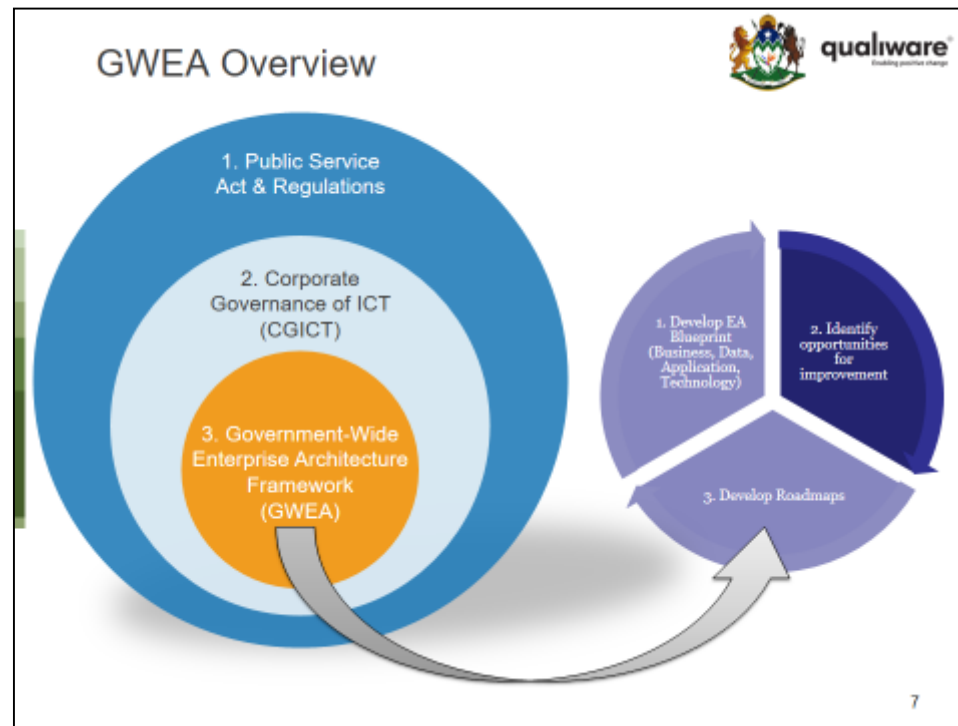 GWEA Overview
qualiware®
Enabling positive change
1. Public Service
Act & Regulations
2. Corporate
Governance of ICT
(CGICT)
3. Government-Wide
Enterprise Architecture
Framework
(GWEA)
1. Develop EA
Blueprint
(Business, Data,
Application,
Technology)
2. Identify
opportunities
for
improvement
3. Develop Roadmaps
7